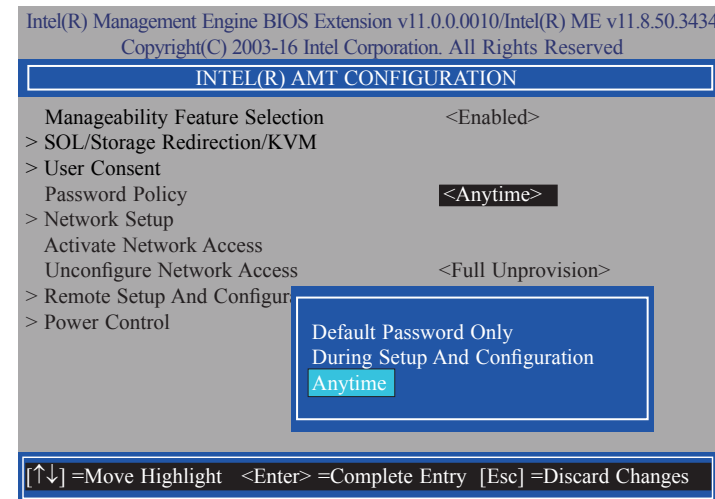 Intel(R) Management Engine BIOS Extension v11.0.0.0010/Intel(R) ME v11.8.50.3434
Copyright(C) 2003-16 Intel Corporation. All Rights Reserved
INTEL(R) AMT CONFIGURATION
Manageability Feature Selection <Enabled>
> SOL/Storage Redirection/KVM
> User Consent
Password Policy <Anytime>
> Network Setup
Activate Network Access
Unconfigure Network Access <Full Unprovision>
> Remote Setup And
> Power Control
Default Password Only
During Setup And Configuration
Anytime
[↑↓] =Move Highlight <Enter> =Complete Entry [Esc] =Discard Changes